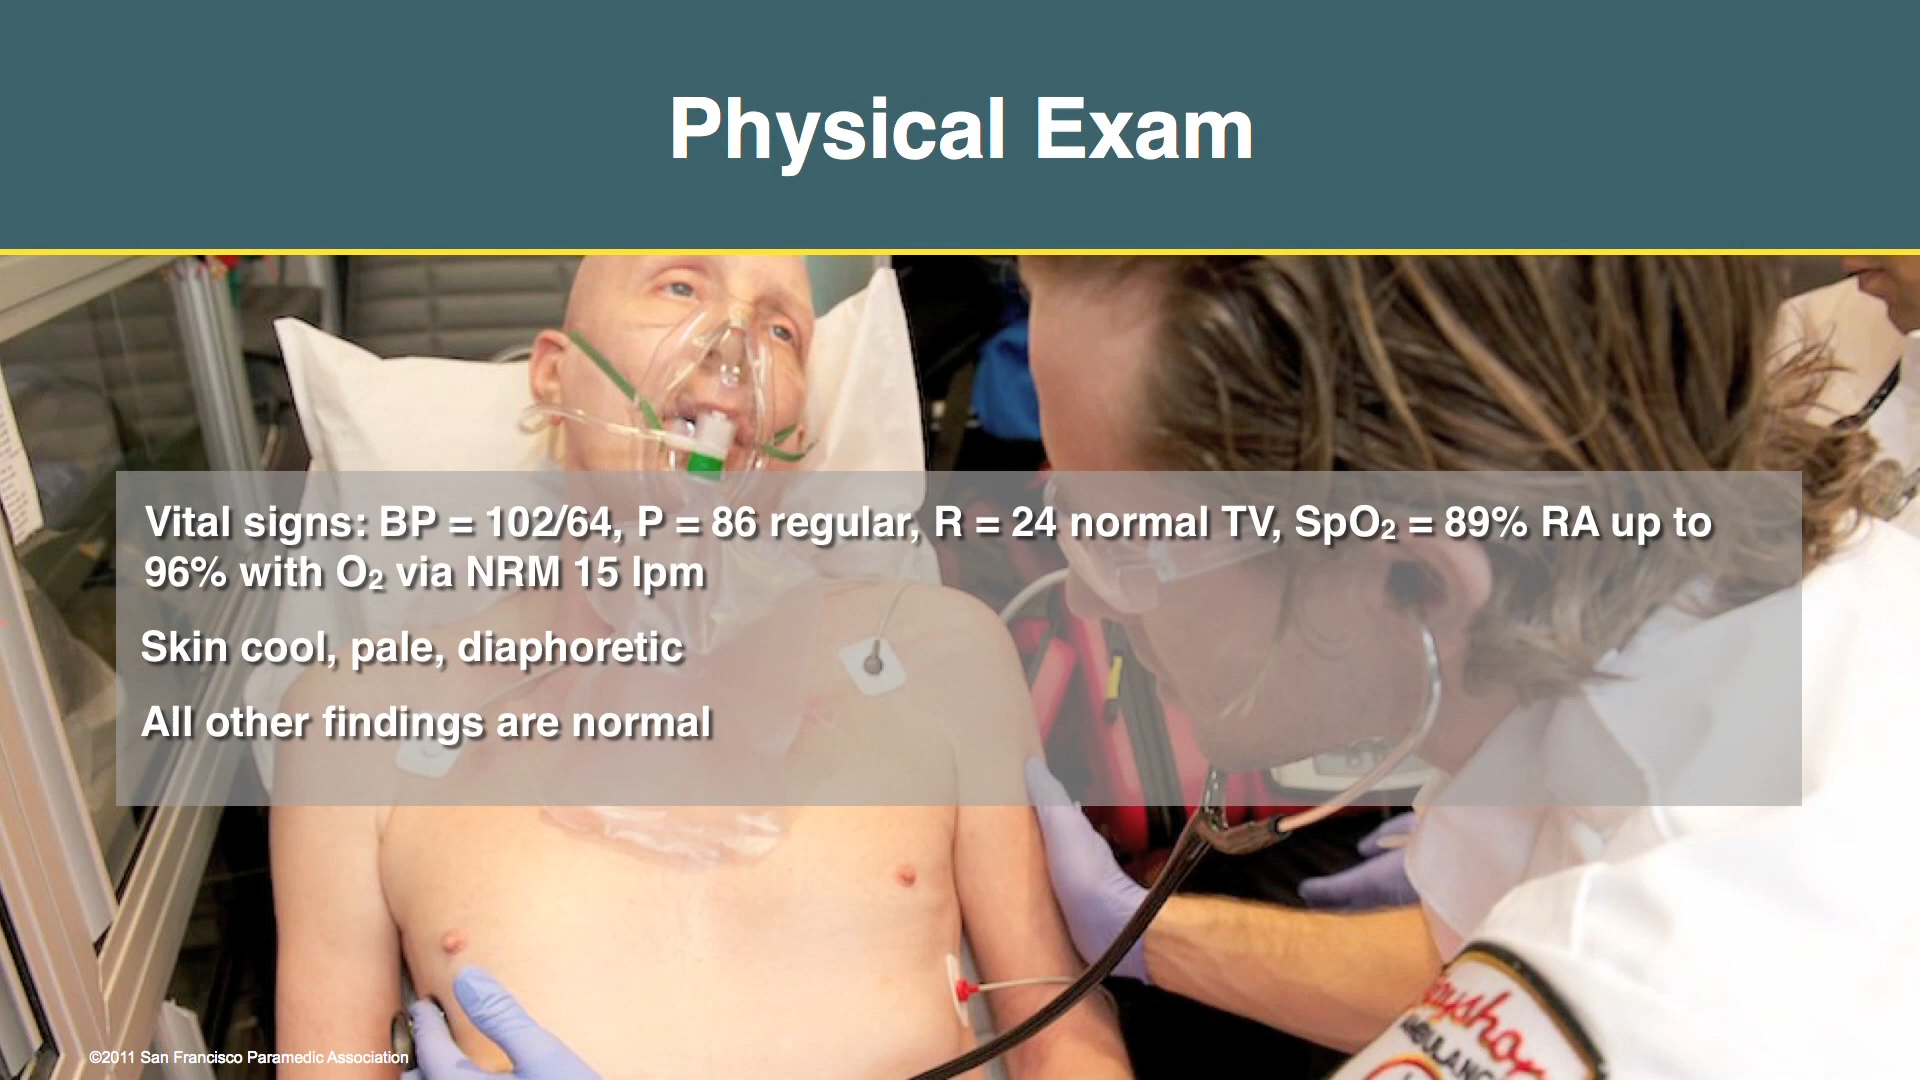 Physical Exam
Vital signs: BP = 102/64, P = 86 regular, R = 24 normal TV, SpO₂ = 89% RA up to
96% with O₂ via NRM 15 lpm
Skin cool, pale, diaphoretic
All other findings are normal
©2011 San Francisco Paramedic Association